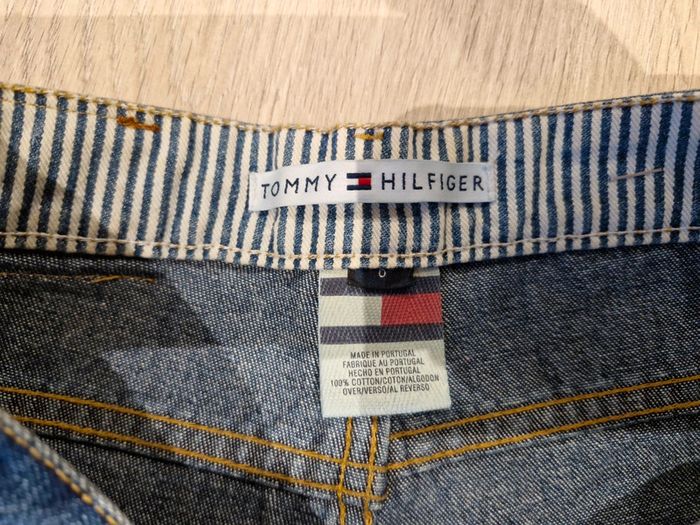 TOMMY HILFIGER
MADE IN PORTUGAL
FABRIQUE AU PORTUGAL
HECHO EN PORTUGAL
100% COTTON/COTON/ALGODON
OVER/VERSO/AL REVERSO